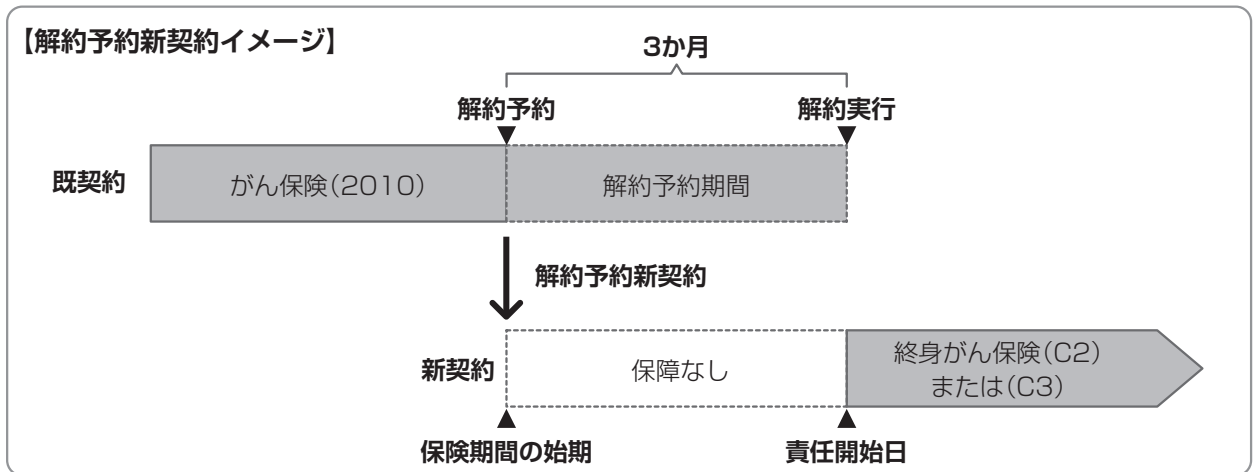 【解約予約新契約イメージ】
3か月
解約予約
解約実行
既契約
がん保険(2010)
解約予約期間
解約予約新契約
新契約
保障なし
終身がん保険(C2)
または(C3)
保険期間の始期
責任開始日